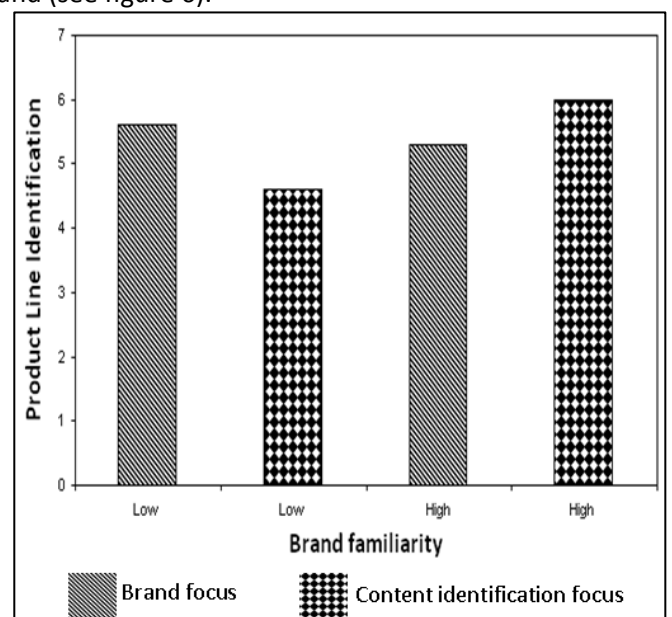 and (see figure 6).
7
6
5
4
3
2
1
0
Product Line Identification
Low Low High High
Brand familiarity
Brand focus Content identification focus